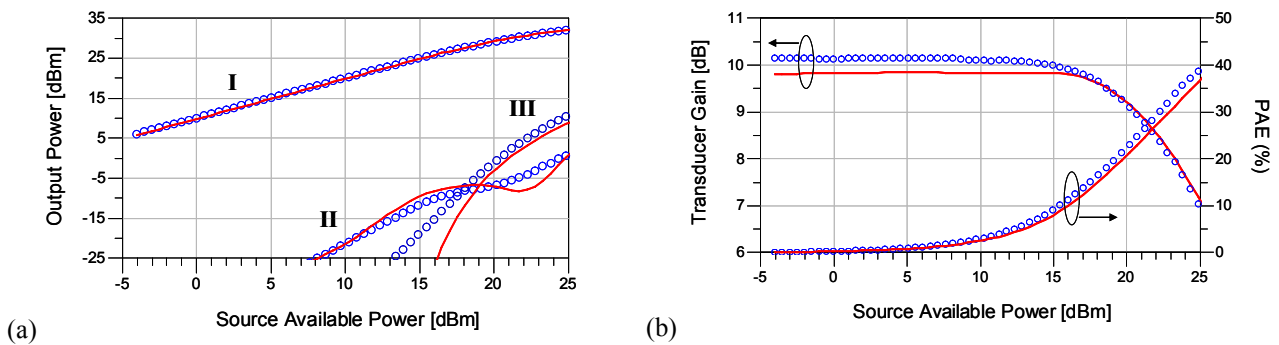 35
25
15
5
-5
-15
-25
Output Power [dBm]
I
II
III
-5 0 5 10 15 20 25
Source Available Power [dBm]
(a)
11
10
9
8
7
6
Transducer Gain [dB]
50
40
30
20
10
0
PAE (%)
-5 0 5 10 15 20 25
Source Available Power [dBm]
(b)